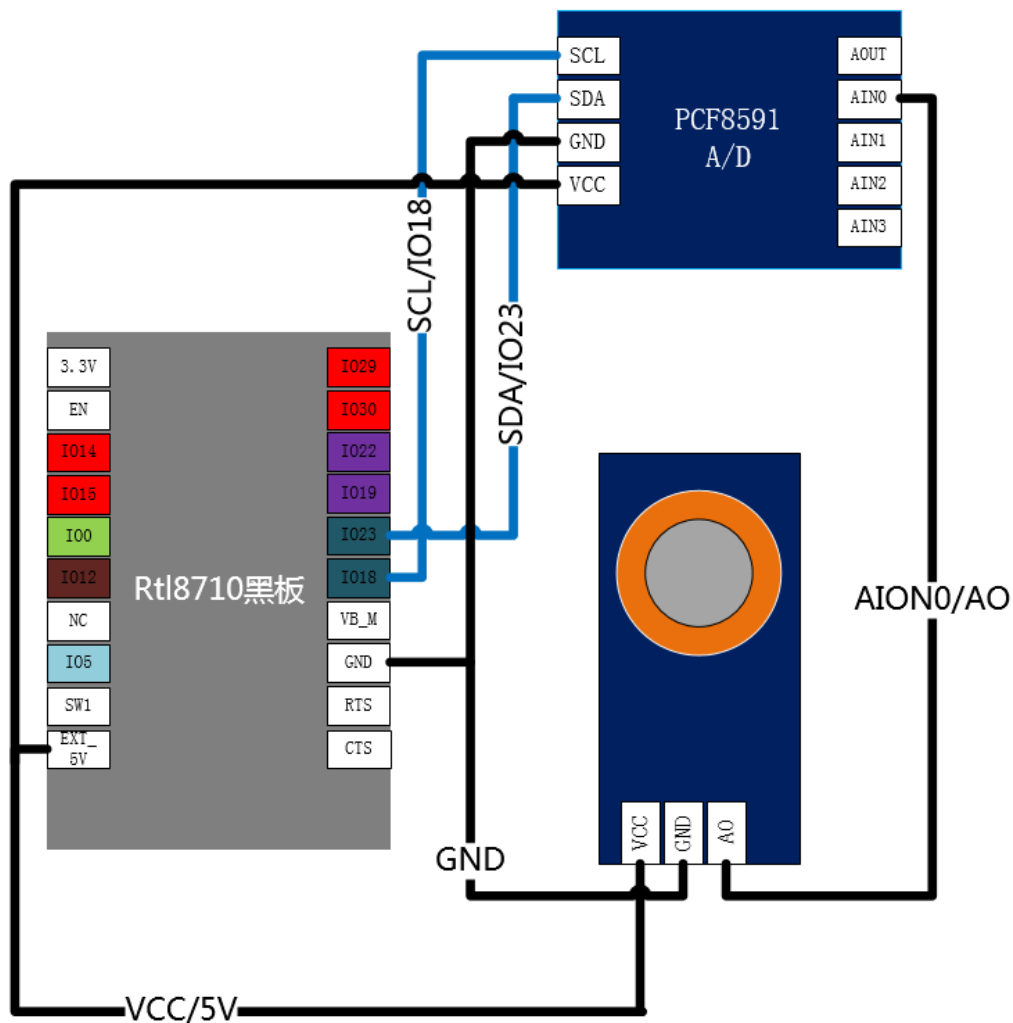 SCL
SDA
GND
VCC
PCF8591
A/D
AOUT
AIN0
AIN1
AIN2
AIN3
SCL/IO18
SDA/IO23
3.3V
EN
IO14
IO15
IO0
IO12
NC
IO5
SW1
EXT_
5V
Rtl8710黑板
IO29
IO30
IO22
IO19
IO23
IO18
VB_M
GND
RTS
CTS
AION0/AO
VCC
GND
AO
GND
VCC/5V